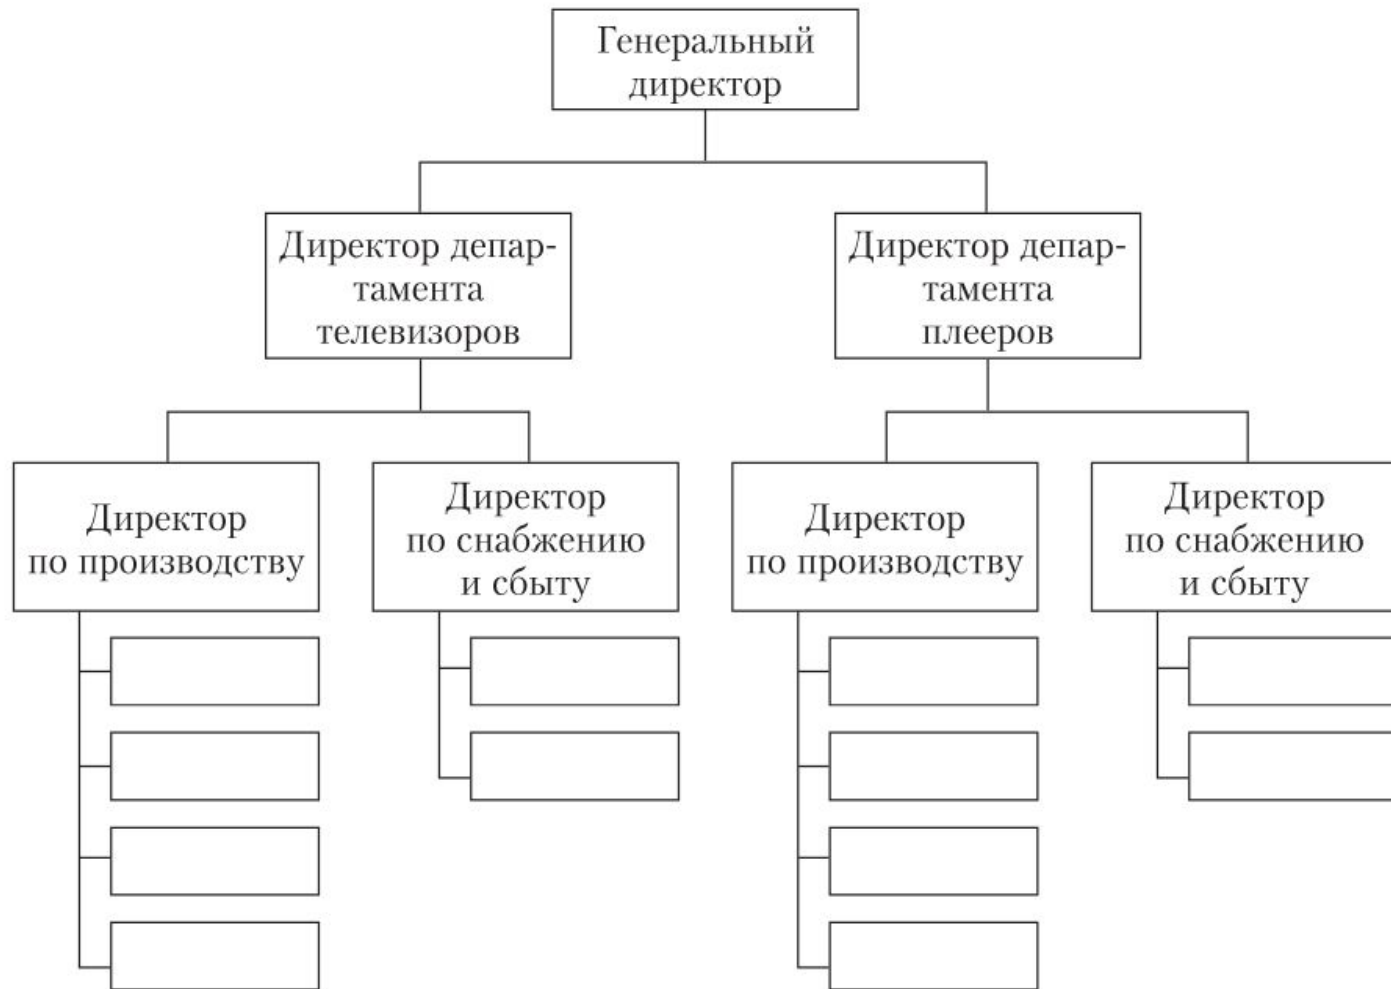 Генеральный
директор
Директор депар-
тамента
телевизоров
Директор депар-
тамента
плееров
Директор
по производству
Директор
по снабжению
и сбыту
Директор
по производству
Директор
по снабжению
и сбыту